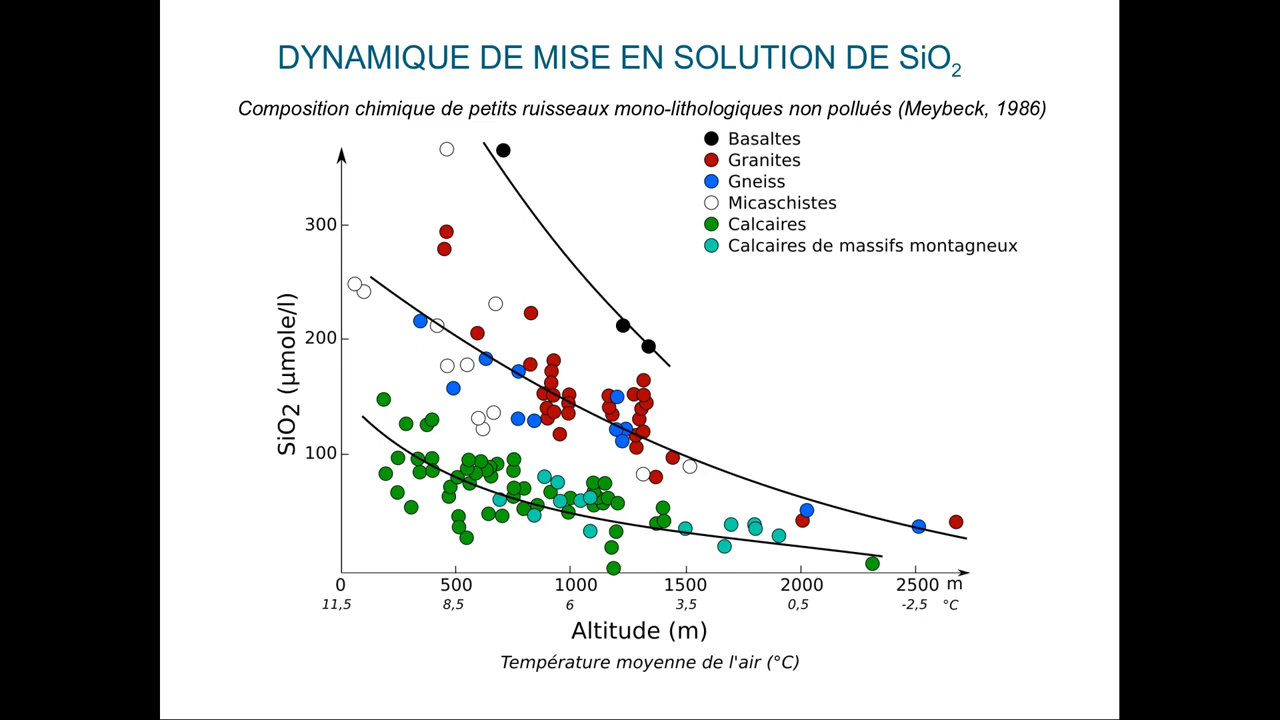 DYNAMIQUE DE MISE EN SOLUTION DE SiO2
Composition chimique de petits ruisseaux mono-lithologiques non pollués (Meybeck, 1986)
Basaltes
Granites
Gneiss
Micaschistes
Calcaires
Calcaires de massifs montagneux
SiO2 (µmole/l)
300
200
100
0 500 1000 1500 2000 2500 m
11,5 8,5 6 3,5 0,5 -2,5 °C
Altitude (m)
Température moyenne de l'air (°C)